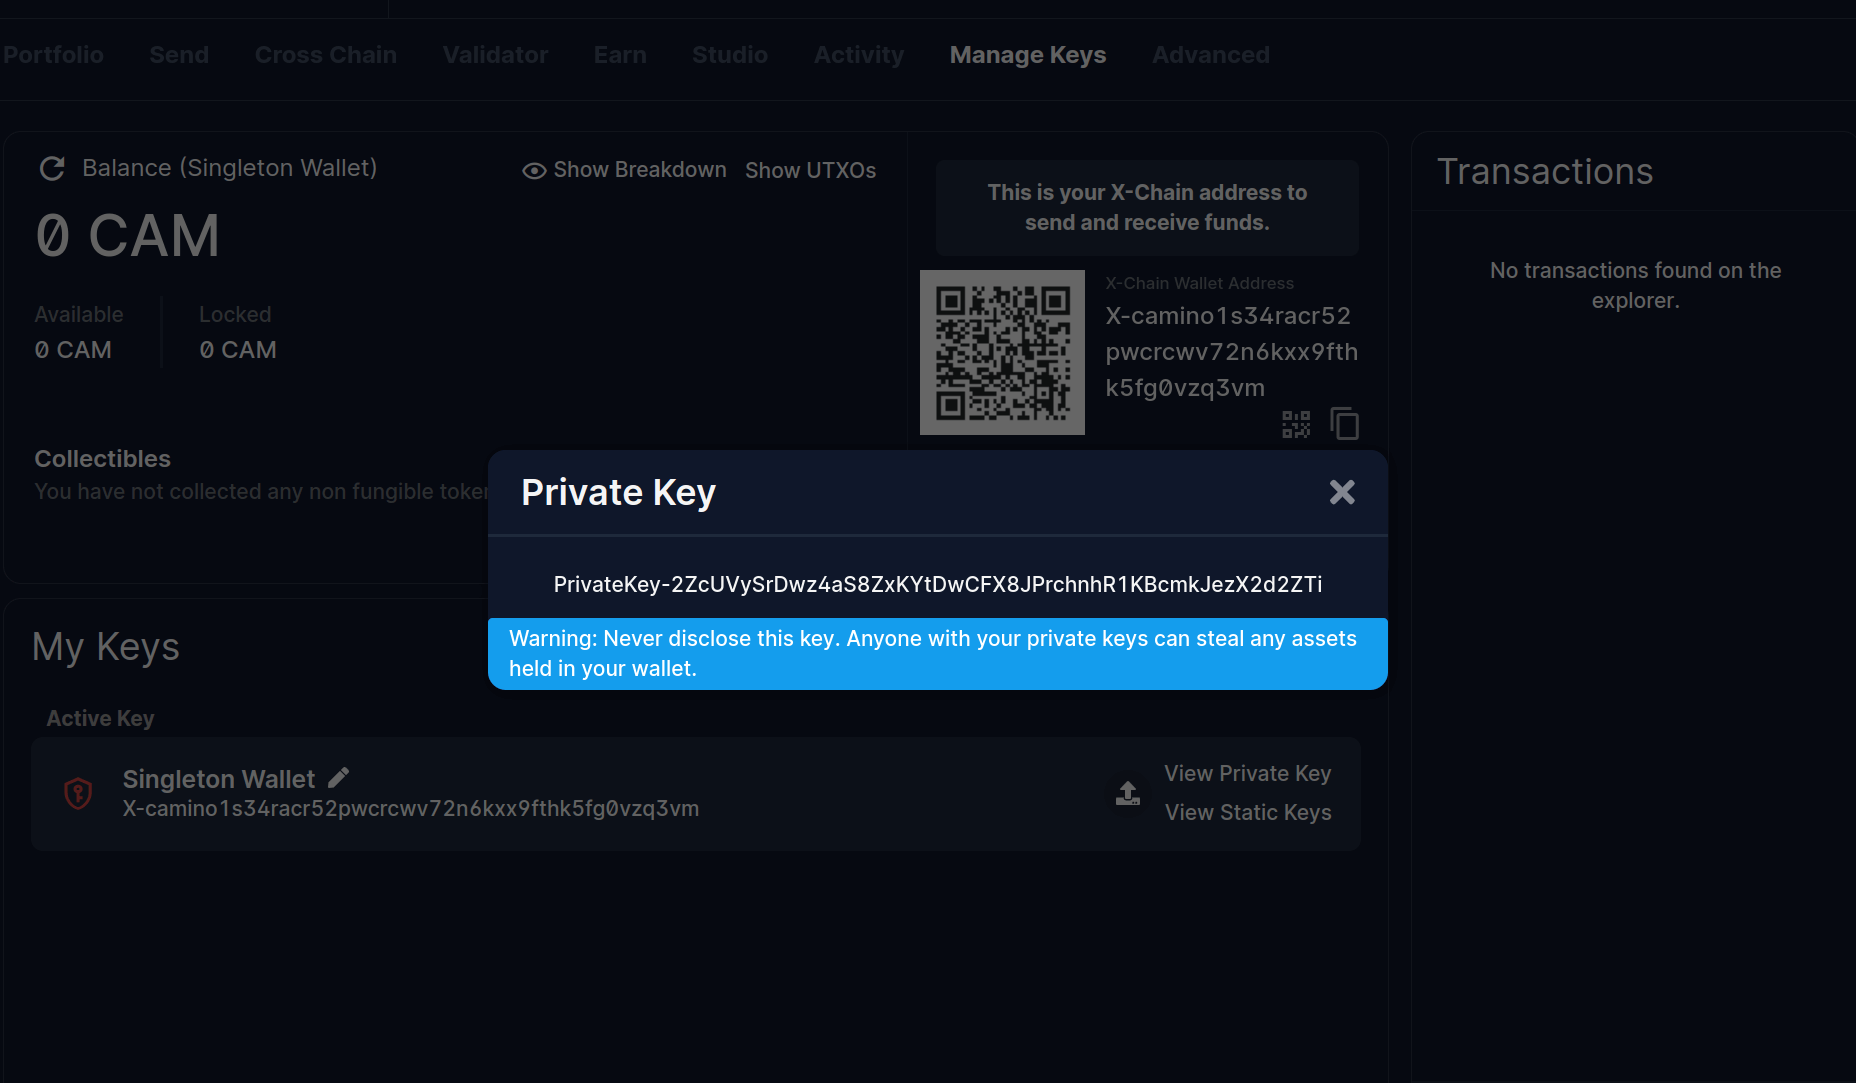 Portfolio Send Cross Chain Validator Earn Studio Activity Manage Keys Advanced
Balance (Singleton Wallet)
Show Breakdown Show UTXOs
0 CAM
Available
0 CAM
Locked
0 CAM
Collectibles
You have not collected any non fungible
This is your X-Chain address to
send and receive funds.
X-Chain Wallet Address
X-camino1s34racr52
pwcrcwv72n6kxx9fth
k5fg0vzq3vm
Transactions
No transactions found on the
explorer.
Private Key
PrivateKey-2ZcUVySrDwz4aS8ZxKYtDwCFX8JPrchnhR1KBcmkJezX2d2ZTi
Warning: Never disclose this key. Anyone with your private keys can steal any assets
held in your wallet.
My Keys
Active Key
Singleton Wallet
X-camino1s34racr52pwcrcwv72n6kxx9fthk5fg0vzq3vm
View Private Key
View Static Keys